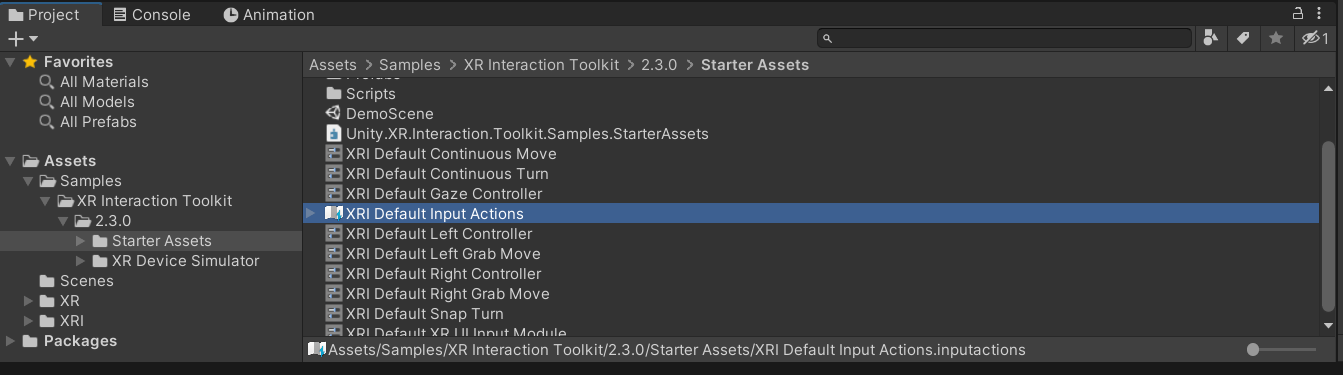 Project
Console
Animation
1
Favorites
All Materials
All Models
All Prefabs
Assets
Samples
XR Interaction Toolkit
2.3.0
Starter Assets
XR Device Simulator
Scenes
XR
XRI
Packages
Assets > Samples > XR Interaction Toolkit > 2.3.0 > Starter Assets
Prefabs
Scripts
DemoScene
Unity.XR.Interaction.Toolkit.Samples.StarterAssets
XRI Default Continuous Move
XRI Default Continuous Turn
XRI Default Gaze Controller
XRI Default Input Actions
XRI Default Left Controller
XRI Default Left Grab Move
XRI Default Right Controller
XRI Default Right Grab Move
XRI Default Snap Turn
XRI Default XR UI Input Module
Assets/Samples/XR Interaction Toolkit/2.3.0/Starter Assets/XRI Default Input Actions.inputactions